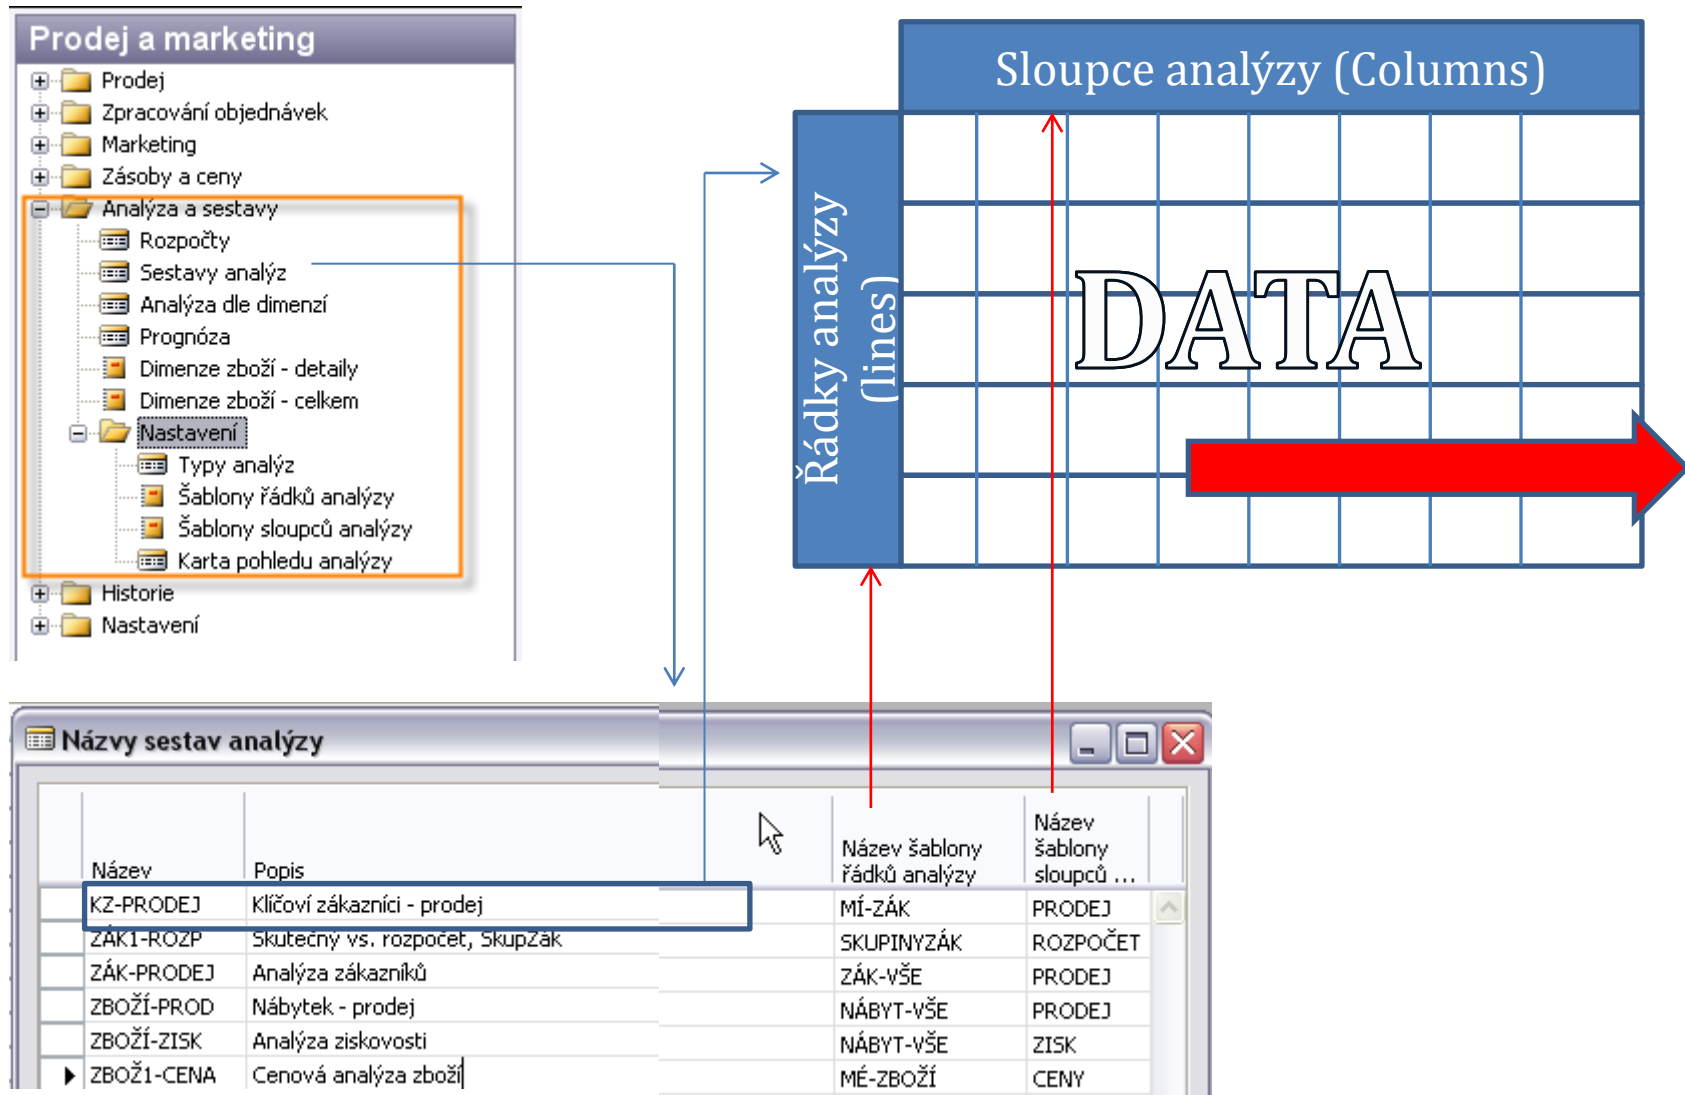 Prodej a marketing
Prodej
Zpracování objednávek
Marketing
Zásoby a ceny
Analýza a sestavy
Rozpočty
Sestavy analýz
Analýza dle dimenzí
Prognóza
Dimenze zboží - detaily
Dimenze zboží - celkem
Nastavení
Typy analýz
Šablony řádků analýzy
Šablony sloupců analýzy
Karta pohledu analýzy
Historie
Nastavení
Sloupce analýzy (Columns)
Řádky analýzy
(lines)
DATA
Názvy sestav analýzy
Název Popis Název šablony řádků analýzy Název šablony sloupců ...
KZ-PRODEJ Klíčoví zákazníci - prodej MÍ-ZÁK PRODEJ
ZÁK1-ROZP Skutečný vs. rozpočet, SkupZák SKUPINYZÁK ROZPOČET
ZÁK-PRODEJ Analýza zákazníků ZÁK-VŠE PRODEJ
ZBOŽÍ-PROD Nábytek - prodej NÁBYT-VŠE PRODEJ
ZBOŽÍ-ZISK Analýza ziskovosti NÁBYT-VŠE ZISK
ZBOŽ1-CENA Cenová analýza zboží MÉ-ZBOŽÍ CENY